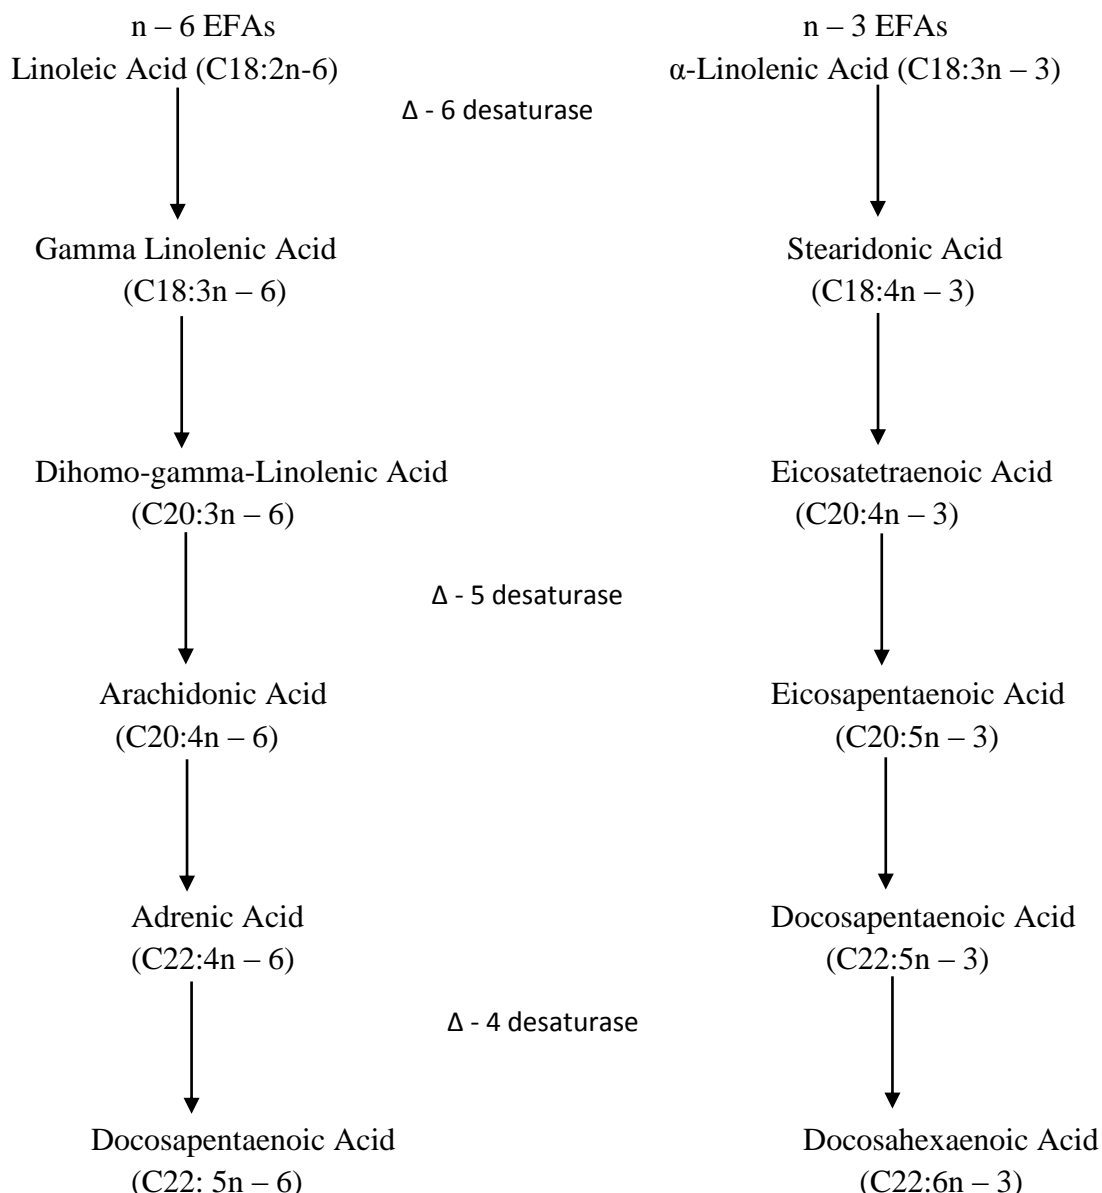 n – 6 EFAs
n – 3 EFAs
Linoleic Acid (C18:2n-6)
α-Linolenic Acid (C18:3n – 3)
Δ - 6 desaturase
Gamma Linolenic Acid
(C18:3n – 6)
Stearidonic Acid
(C18:4n – 3)
Dihomo-gamma-Linolenic Acid
(C20:3n – 6)
Eicosatetraenoic Acid
(C20:4n – 3)
Δ - 5 desaturase
Arachidonic Acid
(C20:4n – 6)
Eicosapentaenoic Acid
(C20:5n – 3)
Adrenic Acid
(C22:4n – 6)
Docosapentaenoic Acid
(C22:5n – 3)
Δ - 4 desaturase
Docosapentaenoic Acid
(C22: 5n – 6)
Docosahexaenoic Acid
(C22:6n – 3)